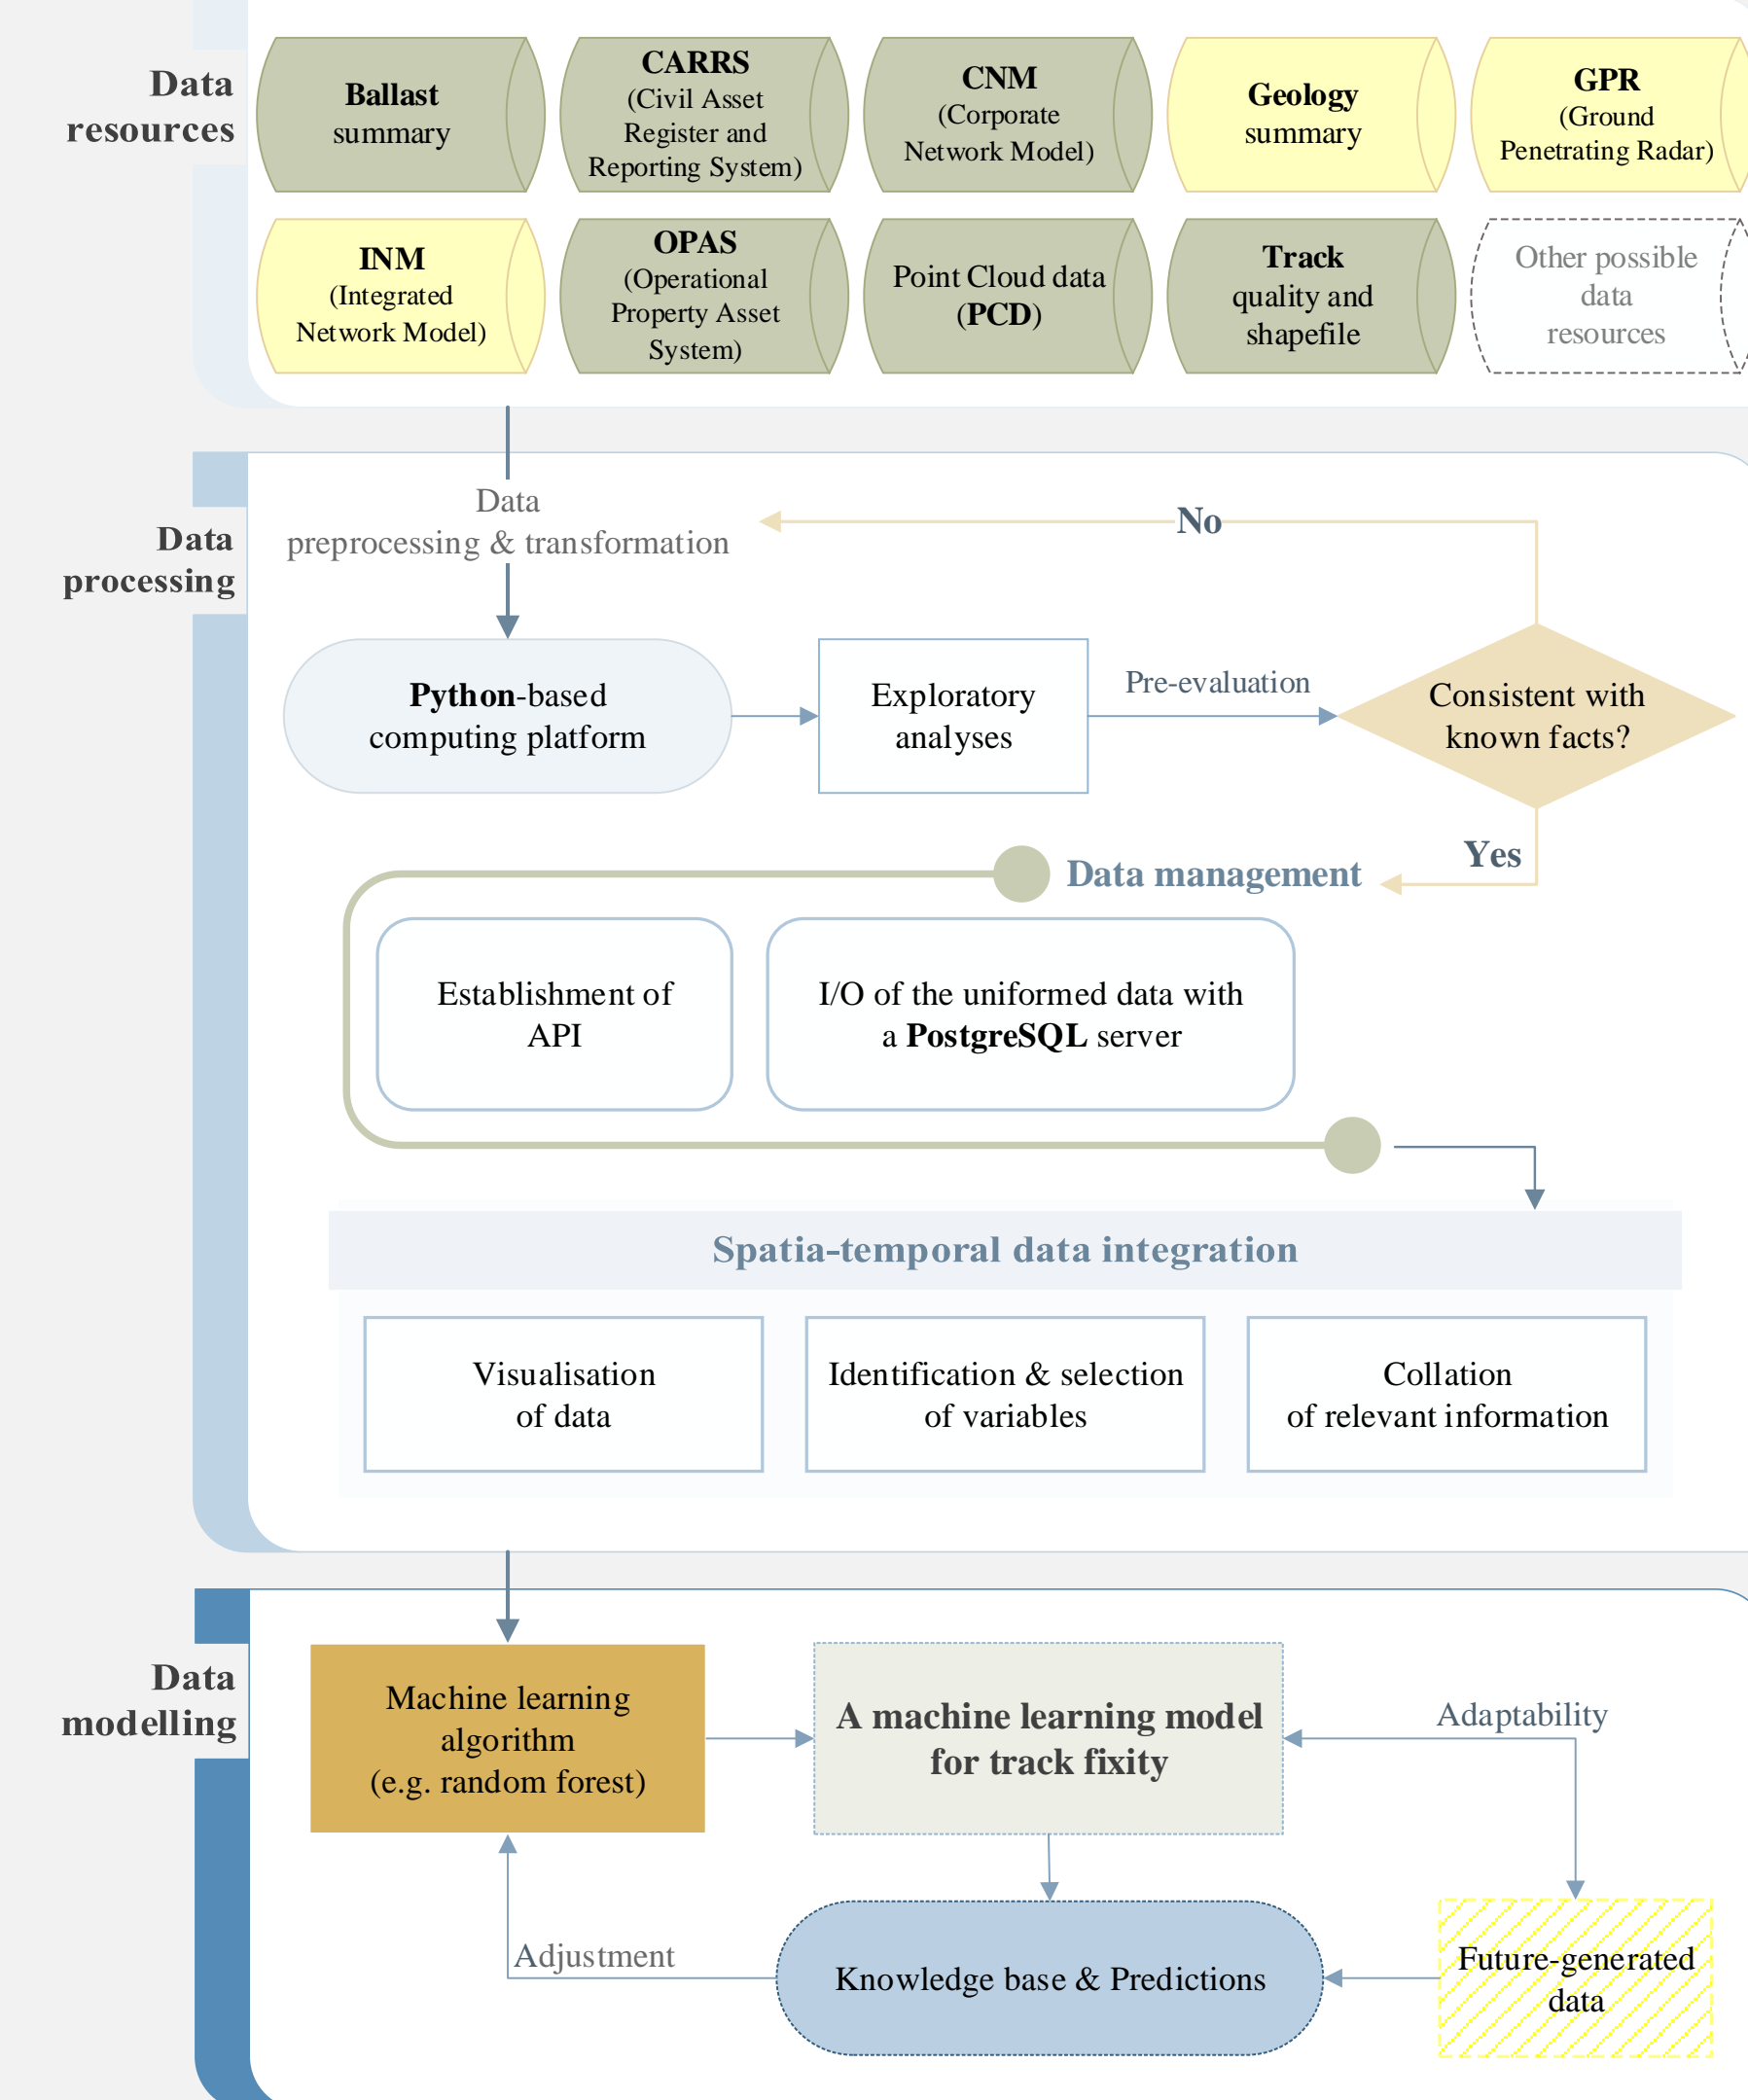 Data
resources
Ballast
summary
CARRS
(Civil Asset
Register and
Reporting System)
CNM
(Corporate
Network Model)
Geology
summary
GPR
(Ground
Penetrating Radar)
INM
(Integrated
Network Model)
OPAS
(Operational
Property Asset
System)
Point Cloud data
(PCD)
Track
quality and
shapefile
Other possible
data
resources
Data
processing
Data
preprocessing & transformation
No
Python-based
computing platform
Exploratory
analyses
Pre-evaluation
Consistent with
known facts?
Yes
Data management
Establishment of
API
I/O of the uniformed data with
a PostgreSQL server
Spatia-temporal data integration
Visualisation
of data
Identification & selection
of variables
Collation
of relevant information
Data
modelling
Machine learning
algorithm
(e.g. random forest)
A machine learning model
for track fixity
Adaptability
Adjustment
Knowledge base & Predictions
Future-generated
data